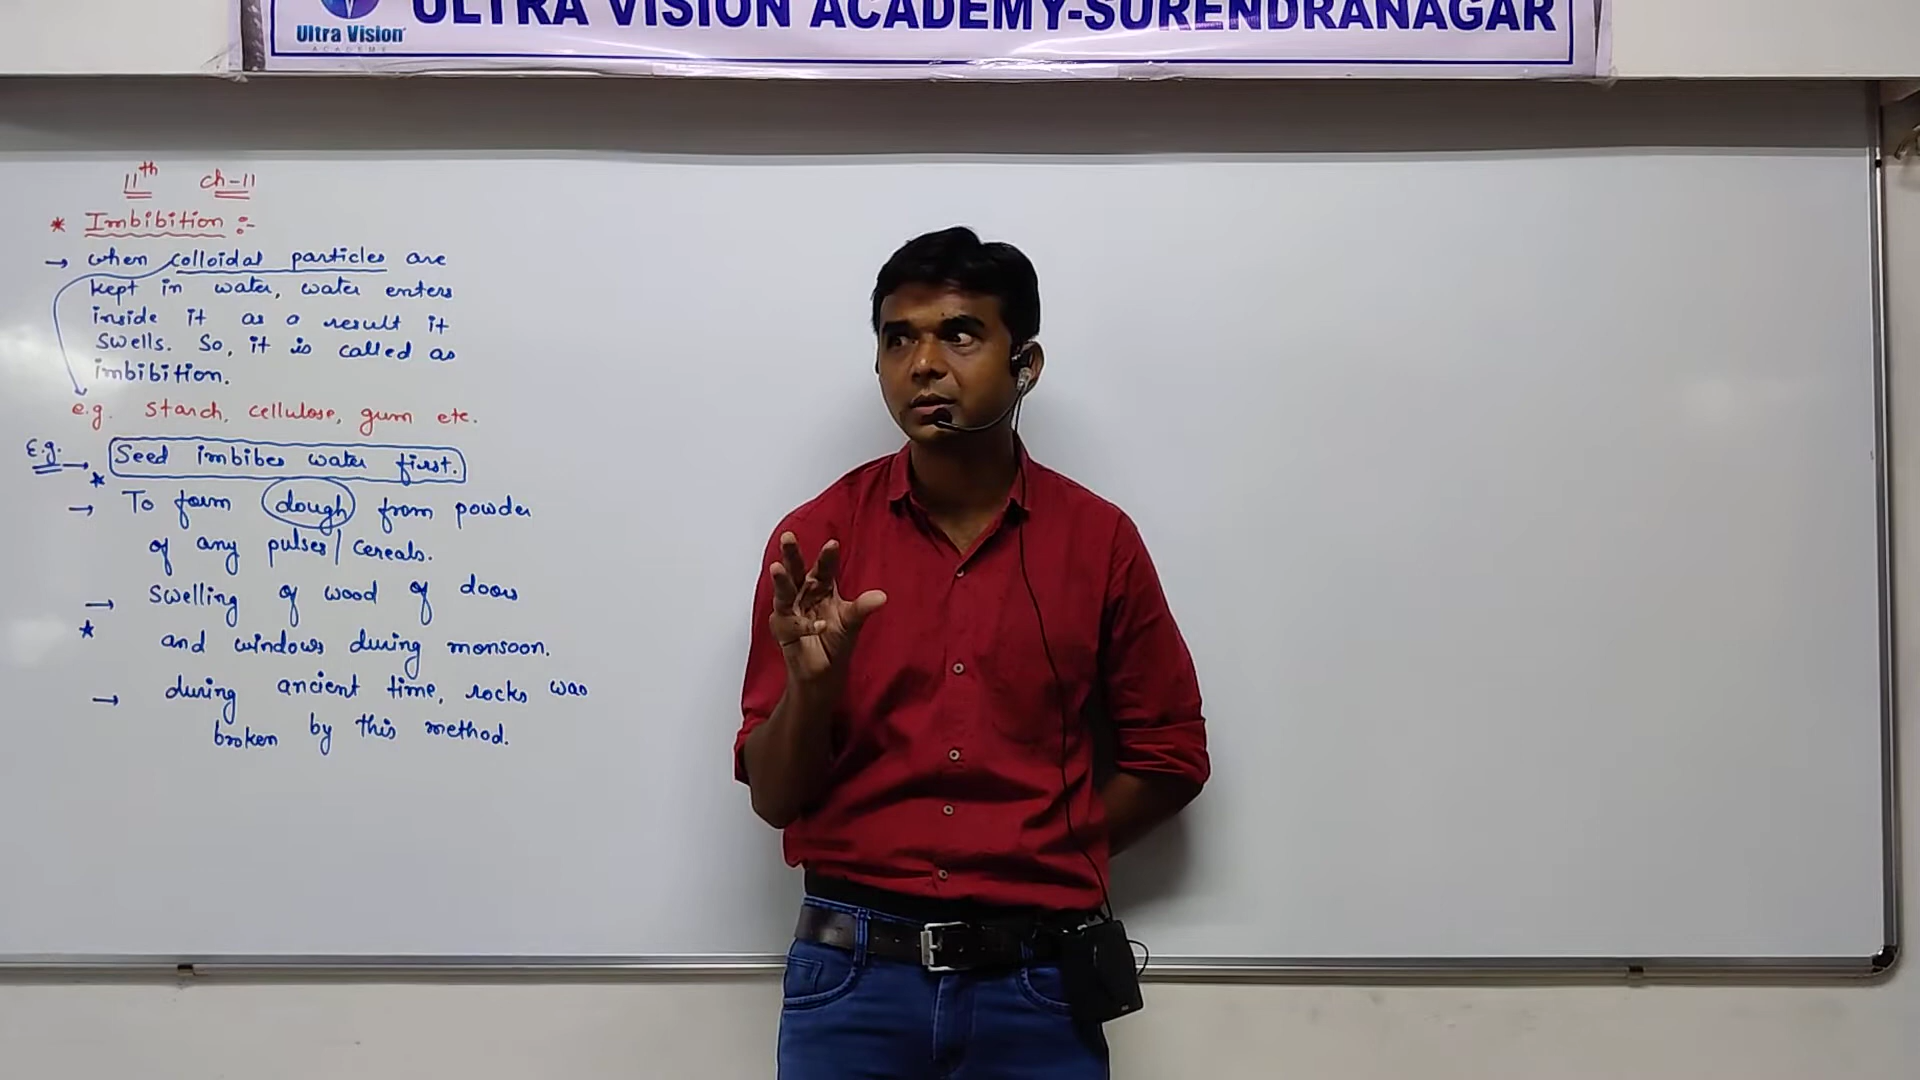 ULTRA VISION ACADEMY-SURENDRANAGAR
Ultra Vision
ACADEMY
11th ch-11
* Imbibition :-
→ when colloidal particles are
kept in water, water enters
inside it as a result it
swells. So, it is called as
imbibition.
e.g. starch, cellulose, gum etc.
E.g. → Seed imbibes water first.
→ To form dough from powder
of any pulses/cereals.
→ Swelling of wood of doors
and windows during monsoon.
→ during ancient time, rocks was
broken by this method.